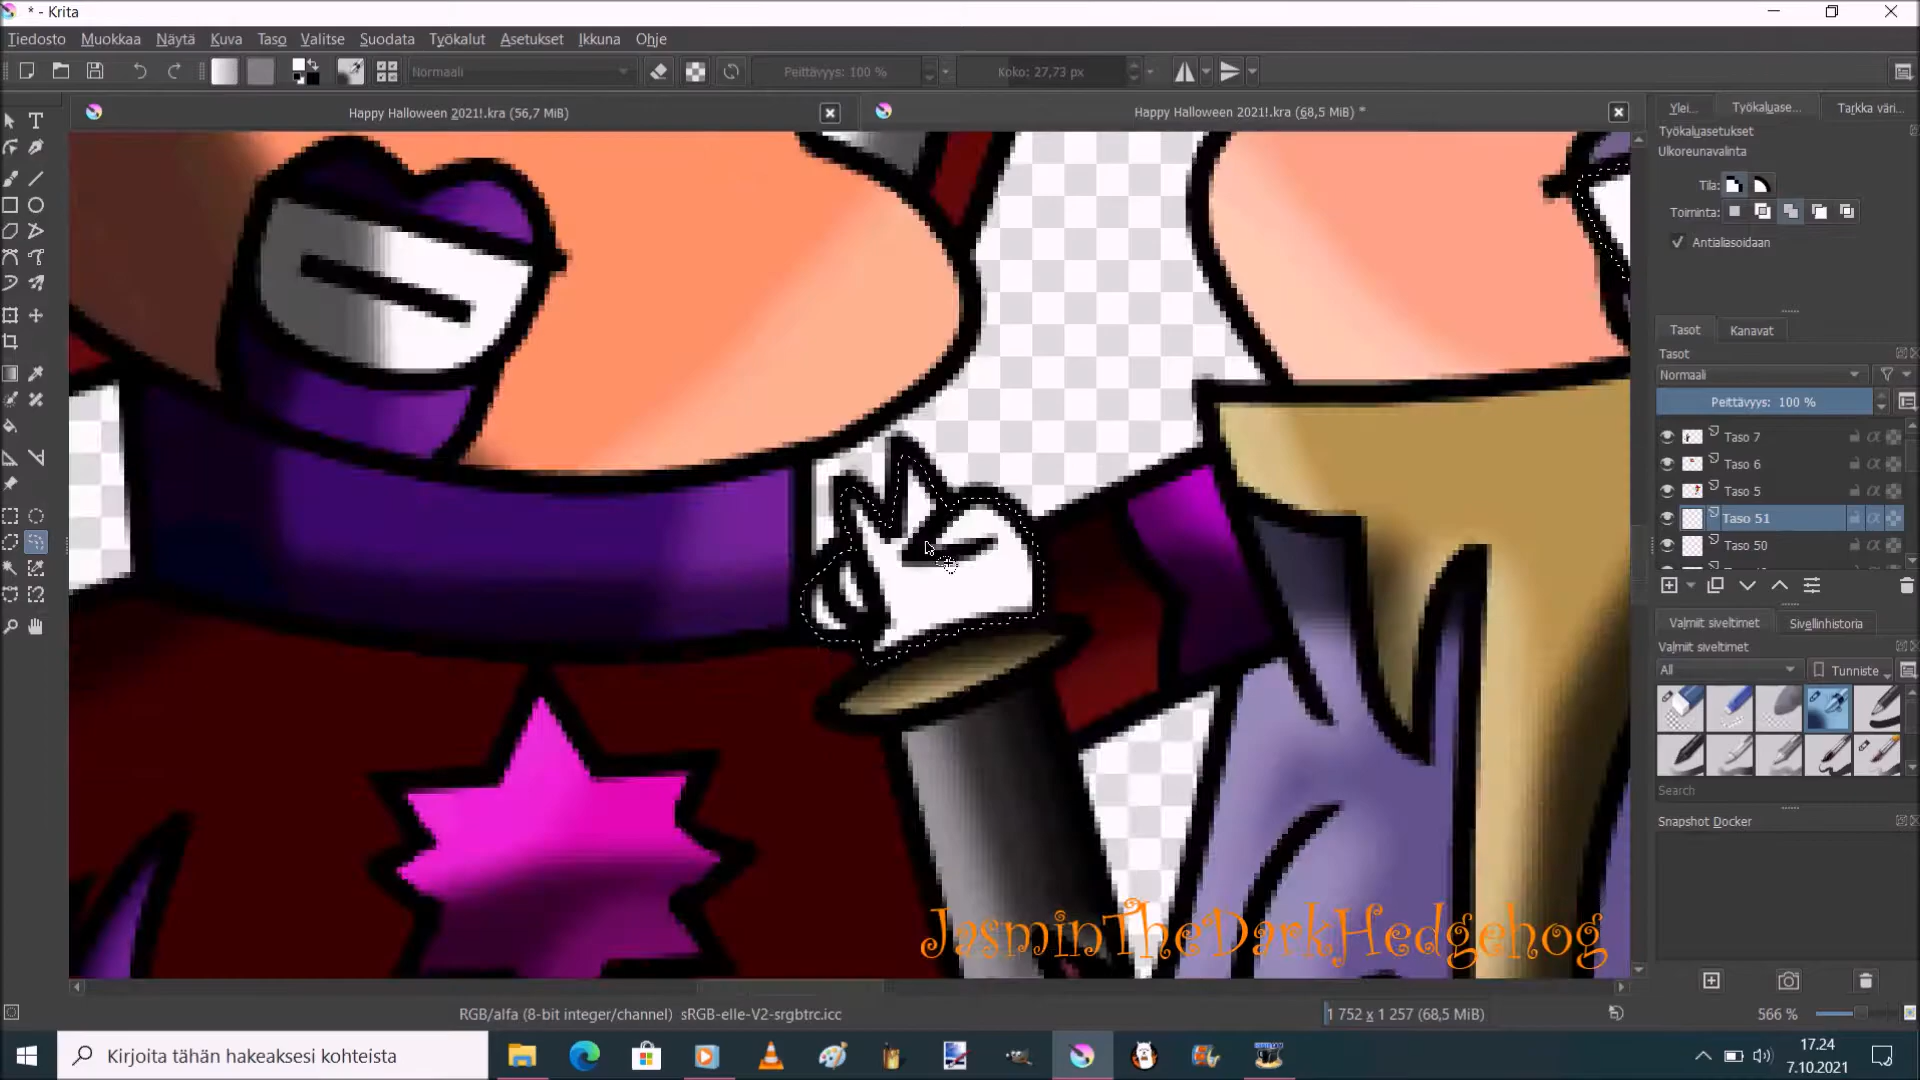 * - Krita
Tiedosto Muokkaa Näytä Kuva Taso Valitse Suodata Työkalut Asetukset Ikkuna Ohje
Normaali Peittävyys: 100 % Koko: 27,73 px
Happy Halloween 2021!.kra (56,7 MiB) Happy Halloween 2021!.kra (68,5 MiB) *
Ylei... Työkaluase... Tarkka väri...
Työkaluasetukset
Ulkoreunavalinta
Tila:
Toiminta:
Antialiasoidaan
Tasot Kanavat
Tasot
Normaali
Peittävyys: 100 %
Taso 7
Taso 6
Taso 5
Taso 51
Taso 50
Valmiit siveltimet Sivellinhistoria
Valmiit siveltimet
All Tunniste
Search
Snapshot Docker
JasminTheDarkHedgehog
RGB/alfa (8-bit integer/channel) sRGB-elle-V2-srgbtrc.icc 1 752 x 1 257 (68,5 MiB) 566 %
Kirjoita tähän hakeaksesi kohteista
17.24
7.10.2021